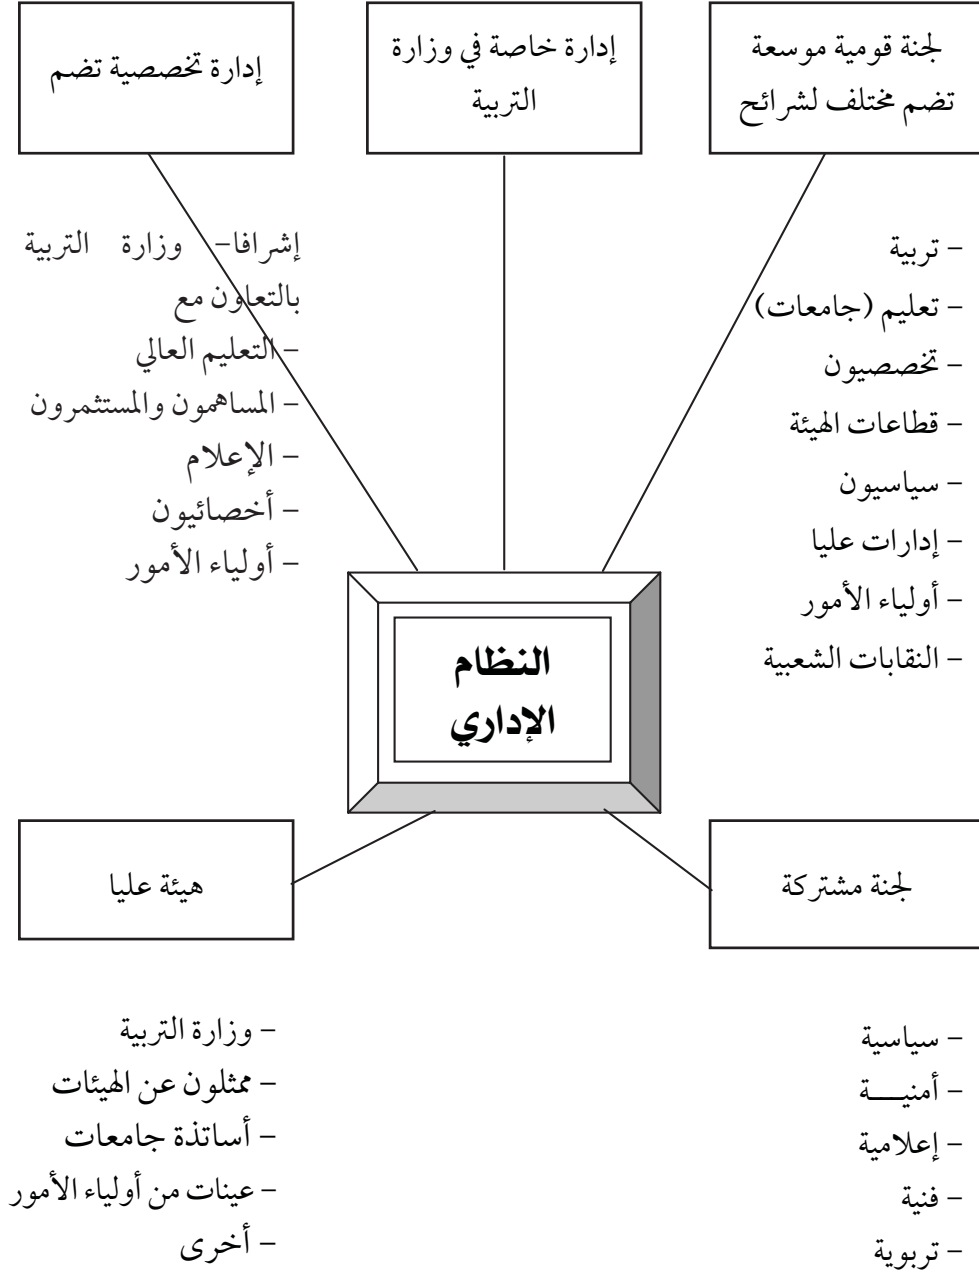 لجنة قومية موسعة
تضم مختلف لشرائح
إدارة خاصة في وزارة
التربية
إدارة تخصصية تضم
– تربية
– تعليم (جامعات)
– تخصصيون
– قطاعات الهيئة
– سياسيون
– إدارات عليا
– أولياء الأمور
– النقابات الشعبية
إشرافا– وزارة التربية
بالتعاون مع
– التعليم العالي
– المساهمون والمستثمرون
– الإعلام
– أخصائيون
– أولياء الأمور
النظام
الإداري
لجنة مشتركة
هيئة عليا
– سياسية
– أمنيــــة
– إعلامية
– فنية
– تربوية
– وزارة التربية
– ممثلون عن الهيئات
– أساتذة جامعات
– عينات من أولياء الأمور
– أخرى